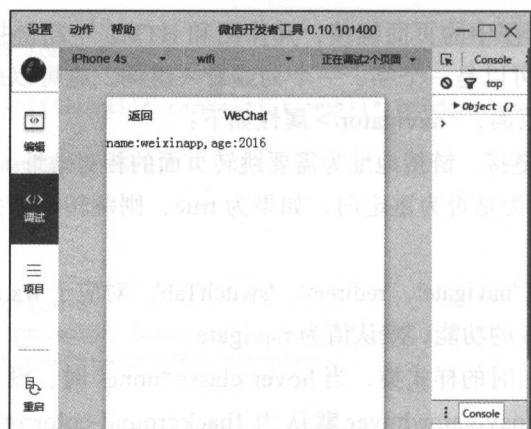 设置 动作 帮助 微信开发者工具 0.10.101400
iPhone 4s wifi 正在调试2个页面 Console
top
Object {}
返回 WeChat
name:weixinapp,age:2016
编辑
</>
调试
项目
重启
Console